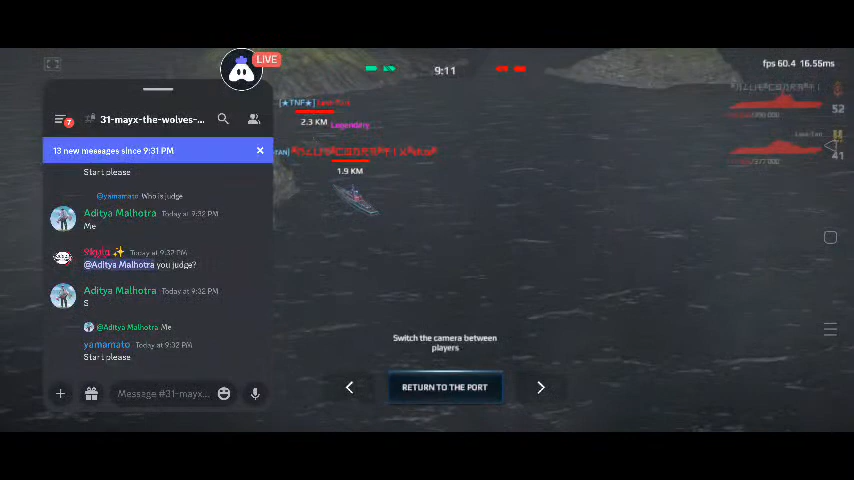 LIVE
9:11
fps 60.4 16.55ms
7
31-mayx-the-wolves-...
13 new messages since 9:31 PM
Start please
@yamamato Who is judge
Aditya Malhotra Today at 9:32 PM
Me
Today at 9:32 PM
@Aditya Malhotra you judge?
Aditya Malhotra Today at 9:32 PM
S
@Aditya Malhotra Me
yamamato Today at 9:32 PM
Start please
Message #31-mayx...
[★TNF★]
2.3 KM
Legendary
1.9 KM
52
41
Switch the camera between
players
RETURN TO THE PORT